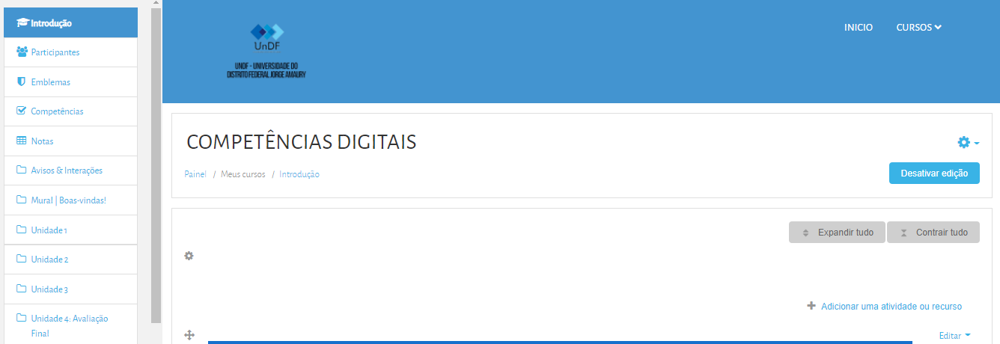 Introdução
Participantes
Emblemas
Competências
Notas
Avisos & Interações
Mural | Boas-vindas!
Unidade 1
Unidade 2
Unidade 3
Unidade 4: Avaliação
Final
UnDF
UNDF - UNIVERSIDADE DO
DISTRITO FEDERAL JORGE AMAURY
INICIO CURSOS
COMPETÊNCIAS DIGITAIS
Painel / Meus cursos / Introdução
Desativar edição
Expandir tudo Contrair tudo
Adicionar uma atividade ou recurso
Editar